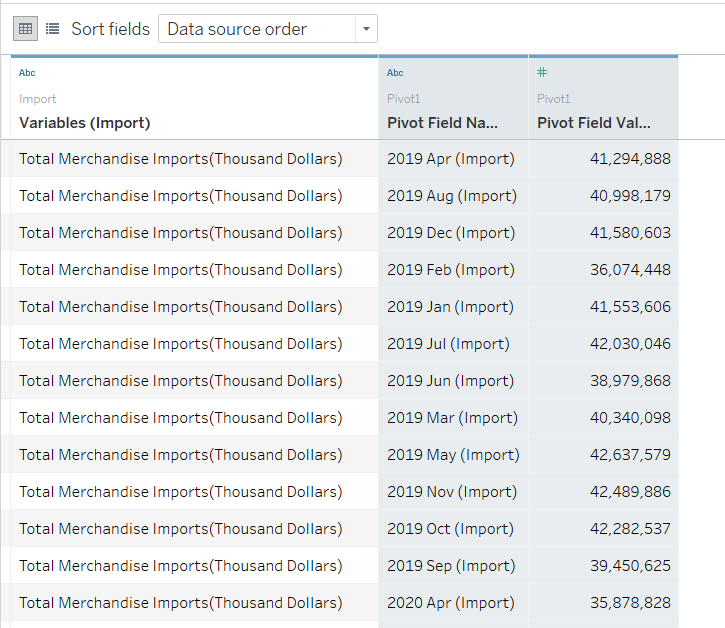 Sort fields Data source order
Abc Abc #
Import Pivot1 Pivot1
Variables (Import) Pivot Field Na... Pivot Field Val...
Total Merchandise Imports(Thousand Dollars) 2019 Apr (Import) 41,294,888
Total Merchandise Imports(Thousand Dollars) 2019 Aug (Import) 40,998,179
Total Merchandise Imports(Thousand Dollars) 2019 Dec (Import) 41,580,603
Total Merchandise Imports(Thousand Dollars) 2019 Feb (Import) 36,074,448
Total Merchandise Imports(Thousand Dollars) 2019 Jan (Import) 41,553,606
Total Merchandise Imports(Thousand Dollars) 2019 Jul (Import) 42,030,046
Total Merchandise Imports(Thousand Dollars) 2019 Jun (Import) 38,979,868
Total Merchandise Imports(Thousand Dollars) 2019 Mar (Import) 40,340,098
Total Merchandise Imports(Thousand Dollars) 2019 May (Import) 42,637,579
Total Merchandise Imports(Thousand Dollars) 2019 Nov (Import) 42,489,886
Total Merchandise Imports(Thousand Dollars) 2019 Oct (Import) 42,282,537
Total Merchandise Imports(Thousand Dollars) 2019 Sep (Import) 39,450,625
Total Merchandise Imports(Thousand Dollars) 2020 Apr (Import) 35,878,828